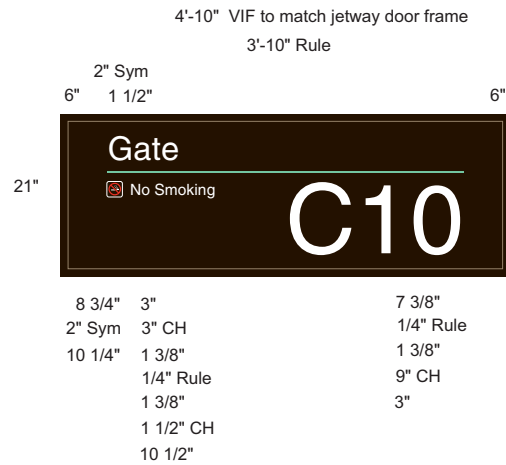 4'-10"  VIF to match jetway door frame
3'-10" Rule
2" Sym
6" 1 1/2" 6"
Gate
21"
No Smoking
C10
8 3/4" 3" 7 3/8"
2" Sym 3" CH 1/4" Rule
10 1/4" 1 3/8" 1 3/8"
1/4" Rule 9" CH
1 3/8" 3"
1 1/2" CH
10 1/2"